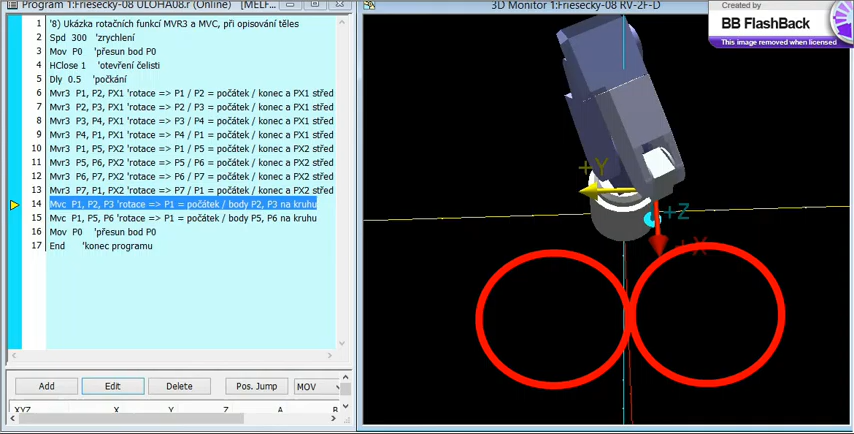 Program 1:Friesecky-08 ULOHA08.r (Online) [MELF...
1 '8) Ukázka rotačních funkcí MVR3 a MVC, při opisování těles
2 Spd 300 'zrychlení
3 Mov P0 'přesun bod P0
4 HClose 1 'otevření čelisti
5 Dly 0.5 'počkání
6 Mvr3 P1, P2, PX1 'rotace => P1 / P2 = počátek / konec a PX1 střed
7 Mvr3 P2, P3, PX1 'rotace => P2 / P3 = počátek / konec a PX1 střed
8 Mvr3 P3, P4, PX1 'rotace => P3 / P4 = počátek / konec a PX1 střed
9 Mvr3 P4, P1, PX1 'rotace => P4 / P1 = počátek / konec a PX1 střed
10 Mvr3 P1, P5, PX2 'rotace => P1 / P5 = počátek / konec a PX2 střed
11 Mvr3 P5, P6, PX2 'rotace => P5 / P6 = počátek / konec a PX2 střed
12 Mvr3 P6, P7, PX2 'rotace => P6 / P7 = počátek / konec a PX2 střed
13 Mvr3 P7, P1, PX2 'rotace => P7 / P1 = počátek / konec a PX2 střed
14 Mvc P1, P2, P3 'rotace => P1 = počátek / body P2, P3 na kruhu
15 Mvc P1, P5, P6 'rotace => P1 = počátek / body P5, P6 na kruhu
16 Mov P0 'přesun bod P0
17 End 'konec programu
Add Edit Delete Pos. Jump MOV
XYZ X Y Z A B
3D Monitor 1:Friesecky-08 RV-2F-D
Created by
BB FlashBack
This image removed when licensed
+Y
+Z
+X